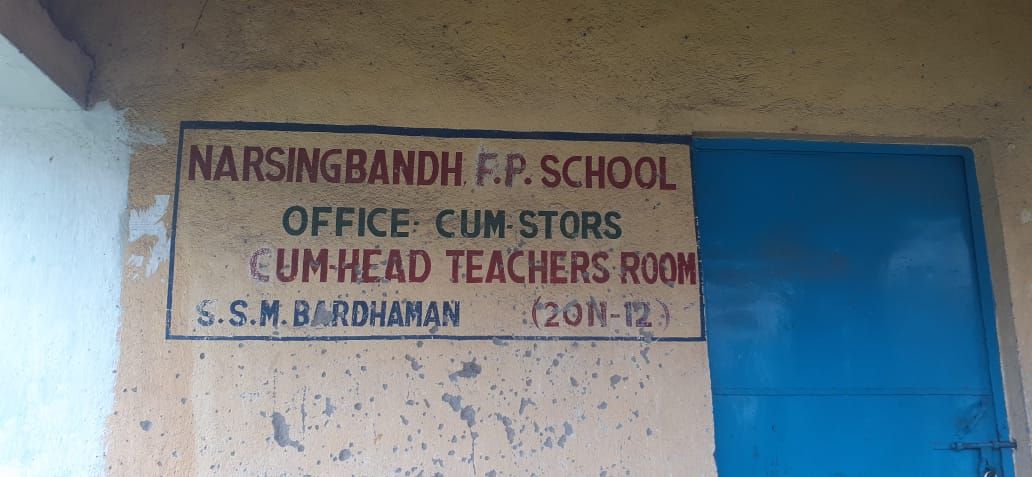 NARSINGBANDH. F.P. SCHOOL
OFFICE- CUM-STORS
CUM-HEAD TEACHERS ROOM
S.S.M.BARDHAMAN (20N-12)